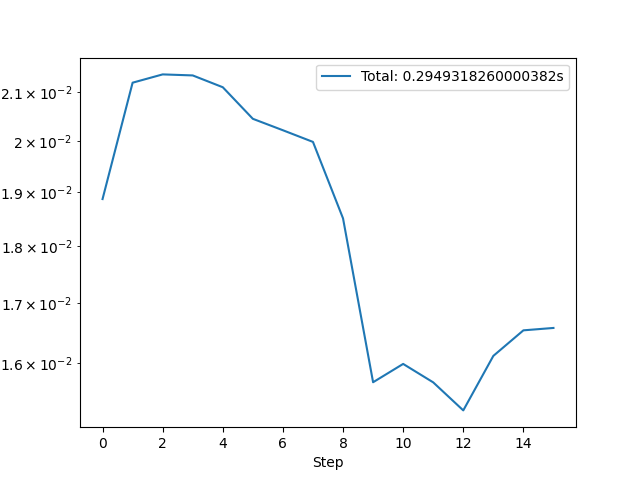 Total: 0.2949318260000382s
2.1 × 10⁻²
2 × 10⁻²
1.9 × 10⁻²
1.8 × 10⁻²
1.7 × 10⁻²
1.6 × 10⁻²
0 2 4 6 8 10 12 14
Step